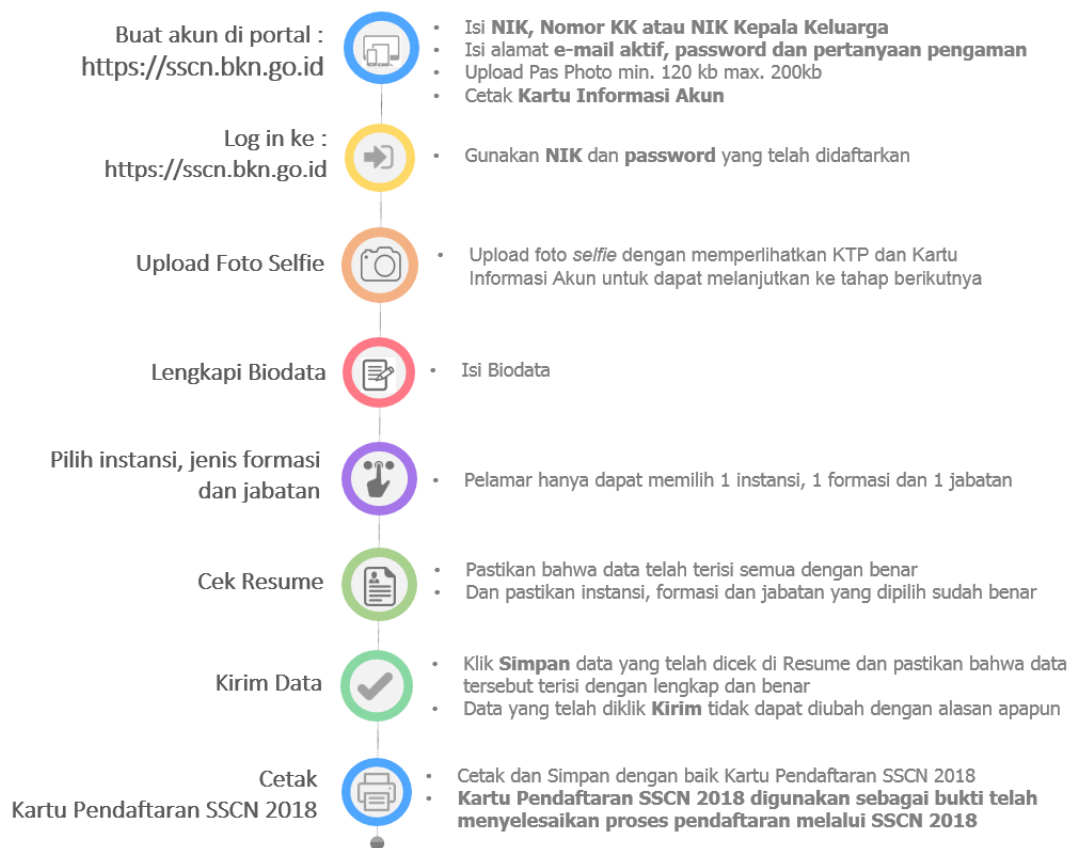 Buat akun di portal :
https://sscn.bkn.go.id
• Isi NIK, Nomor KK atau NIK Kepala Keluarga
• Isi alamat e-mail aktif, password dan pertanyaan pengaman
• Upload Pas Photo min. 120 kb max. 200kb
• Cetak Kartu Informasi Akun
Log in ke :
https://sscn.bkn.go.id
• Gunakan NIK dan password yang telah didaftarkan
Upload Foto Selfie
• Upload foto selfie dengan memperlihatkan KTP dan Kartu
Informasi Akun untuk dapat melanjutkan ke tahap berikutnya
Lengkapi Biodata
• Isi Biodata
Pilih instansi, jenis formasi
dan jabatan
• Pelamar hanya dapat memilih 1 instansi, 1 formasi dan 1 jabatan
Cek Resume
• Pastikan bahwa data telah terisi semua dengan benar
• Dan pastikan instansi, formasi dan jabatan yang dipilih sudah benar
Kirim Data
• Klik Simpan data yang telah dicek di Resume dan pastikan bahwa data
tersebut terisi dengan lengkap dan benar
• Data yang telah diklik Kirim tidak dapat diubah dengan alasan apapun
Cetak
Kartu Pendaftaran SSCN 2018
• Cetak dan Simpan dengan baik Kartu Pendaftaran SSCN 2018
• Kartu Pendaftaran SSCN 2018 digunakan sebagai bukti telah
menyelesaikan proses pendaftaran melalui SSCN 2018